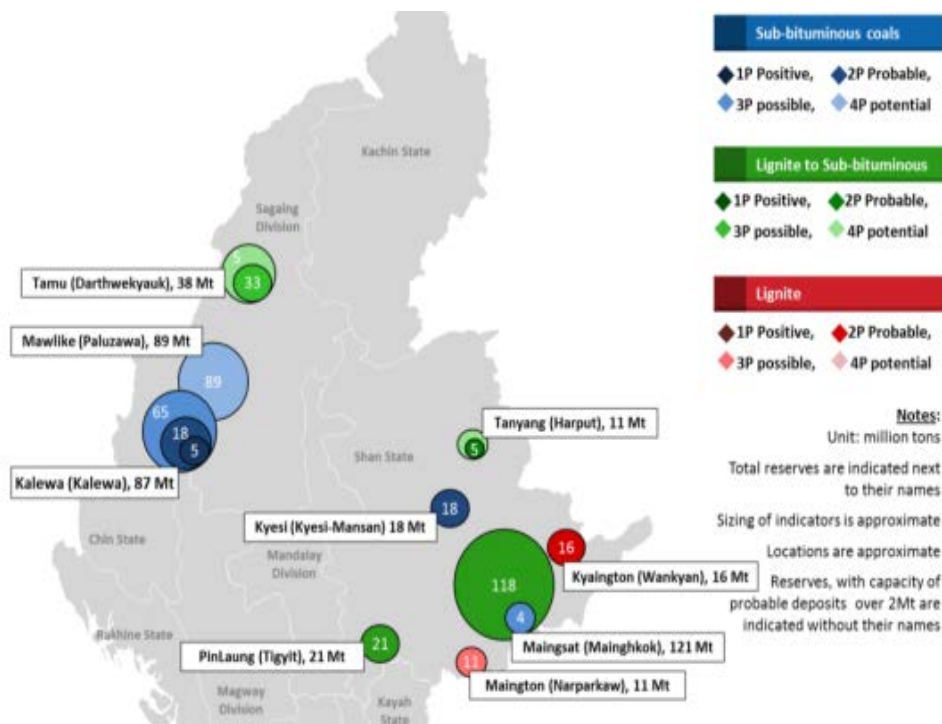 Sub-bituminous coals
1P Positive, 2P Probable,
3P possible, 4P potential
Lignite to Sub-bituminous
1P Positive, 2P Probable,
3P possible, 4P potential
Lignite
1P Positive, 2P Probable,
3P possible, 4P potential
Notes:
Unit: million tons
Total reserves are indicated next
to their names
Sizing of indicators is approximate
Locations are approximate
Reserves, with capacity of
probable deposits over 2Mt are
indicated without their names
Kachin State
Sagaing
Division
5
33
Tamu (Darthwekyauk), 38 Mt
Mawlike (Paluzawa), 89 Mt
89
65
18
5
Kalewa (Kalewa), 87 Mt
Tanyang (Harput), 11 Mt
5
Shan State
18
Kyesi (Kyesi-Mansan) 18 Mt
Chin State
Mandalay
Division
16
Kyaington (Wankyan), 16 Mt
118
4
Maingsat (Mainghkok), 121 Mt
Rakhine State
21
PinLaung (Tigyit), 21 Mt
11
Maington (Narparkaw), 11 Mt
Magway
Division
Kayah
State